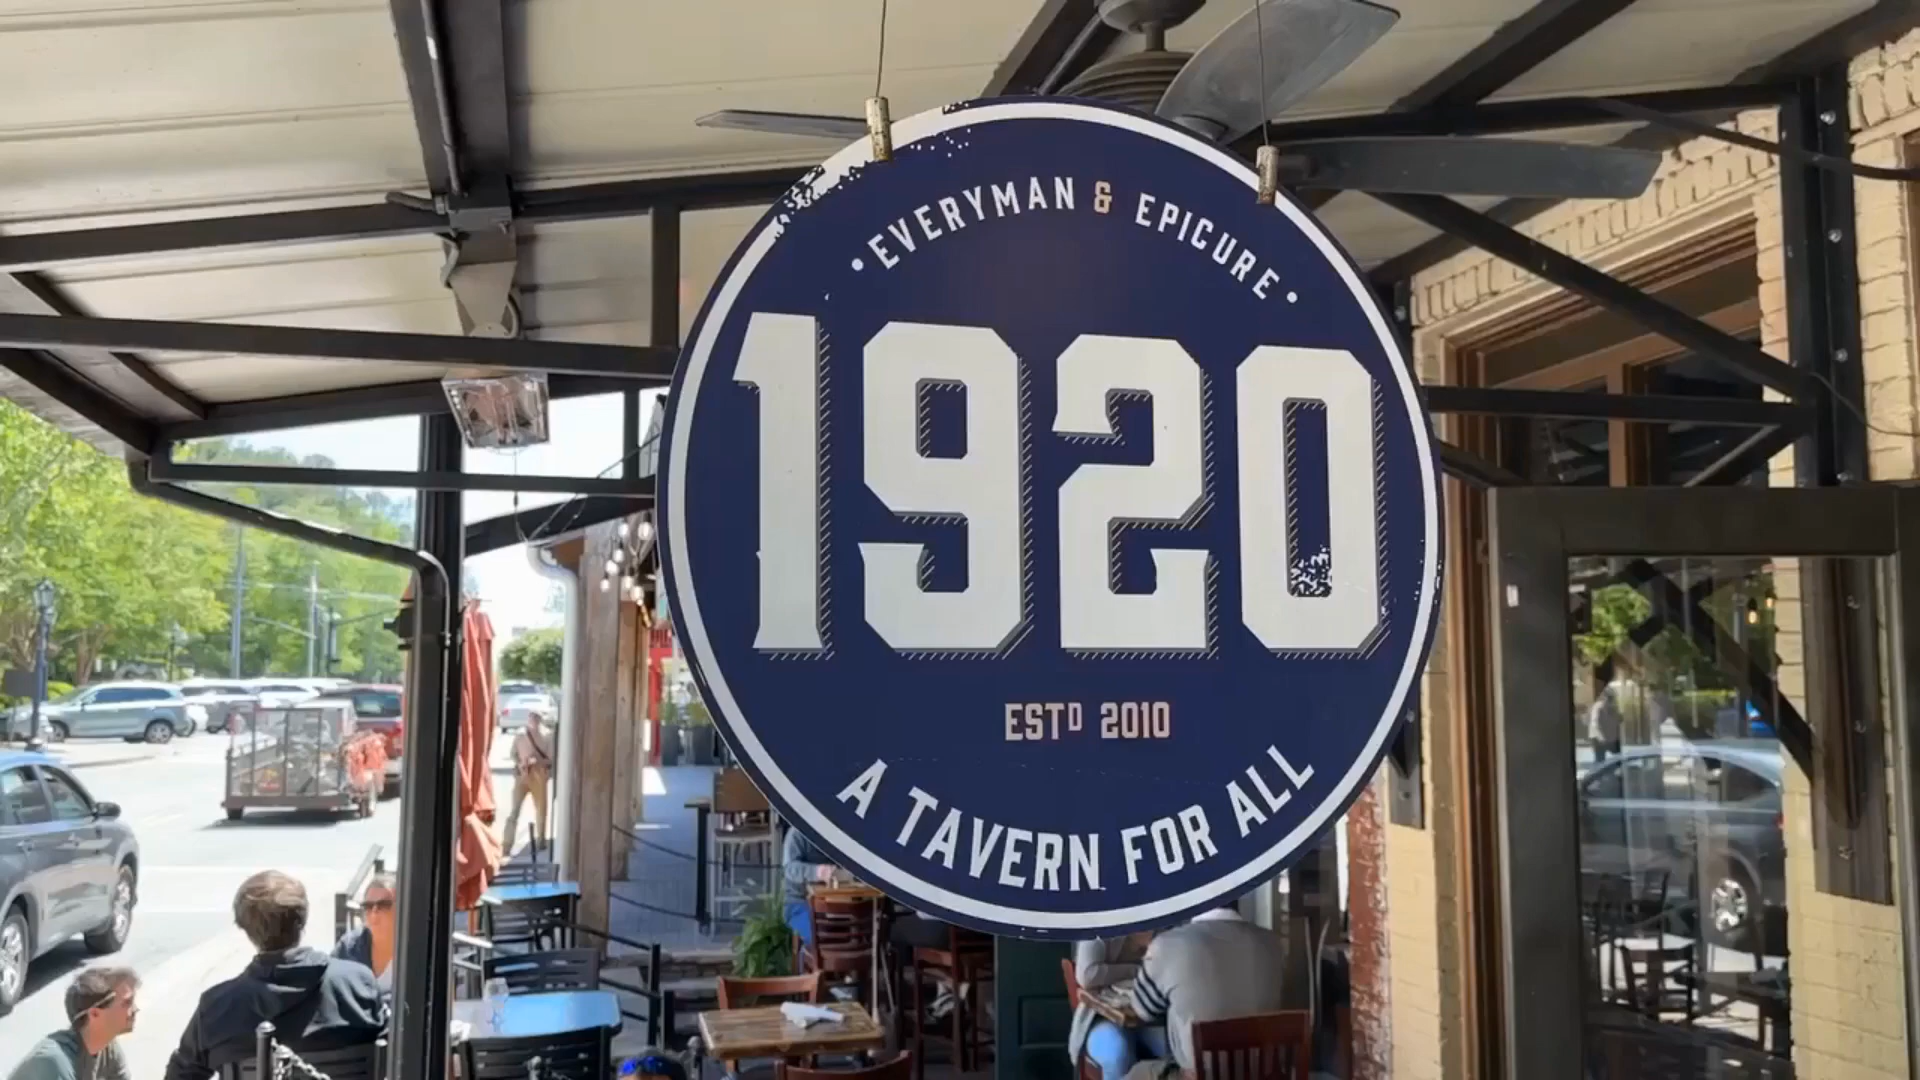 • EVERYMAN & EPICURE •
1920
ESTD 2010
A TAVERN FOR ALL